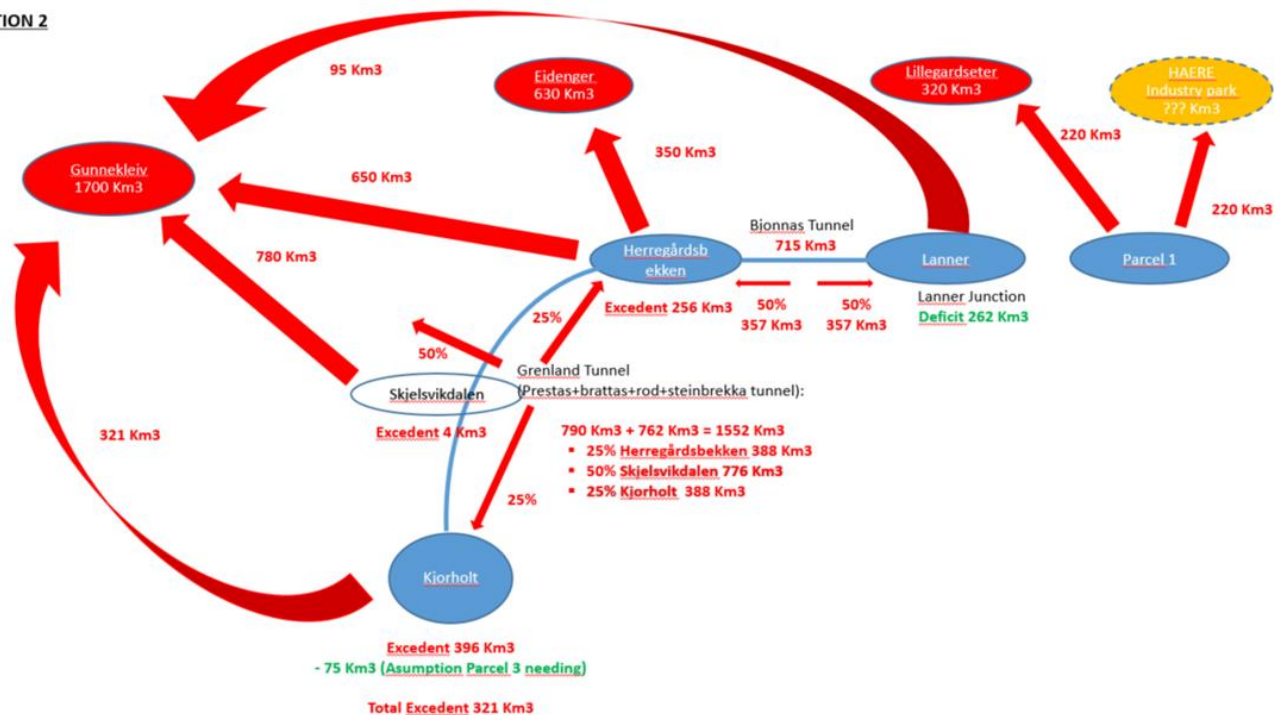 TION 2
95 Km3
Eidenger
630 Km3
Lillegardseter
320 Km3
HAERE
Industry park
??? Km3
220 Km3
350 Km3
Gunnekleiv
1700 Km3
650 Km3
220 Km3
Bjonnas Tunnel
715 Km3
780 Km3
Herregårdsb
ekken
Lanner
Parcel 1
Excedent 256 Km3
50%
357 Km3
50%
357 Km3
Lanner Junction
Deficit 262 Km3
25%
50%
Grenland Tunnel
(Prestas+brattas+rod+steinbrekka tunnel):
Skjelsvikdalen
Excedent 4 Km3
321 Km3
790 Km3 + 762 Km3 = 1552 Km3
▪ 25% Herregårdsbekken 388 Km3
▪ 50% Skjelsvikdalen 776 Km3
▪ 25% Kjorholt 388 Km3
25%
Kjorholt
Excedent 396 Km3
- 75 Km3 (Asumption Parcel 3 needing)
Total Excedent 321 Km3